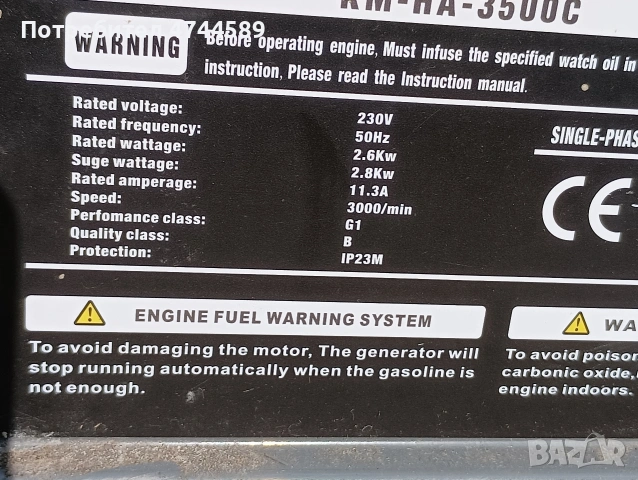 Потребител 4744589
KM-HA-3500C
WARNING
Before operating engine, Must infuse the specified watch oil in
instruction, Please read the Instruction manual.
Rated voltage: 230V
Rated frequency: 50Hz
Rated wattage: 2.6Kw
Suge wattage: 2.8Kw
Rated amperage: 11.3A
Speed: 3000/min
Perfomance class: G1
Quality class: B
Protection: IP23M
SINGLE-PHAS
CE
ENGINE FUEL WARNING SYSTEM
To avoid damaging the motor, The generator will
stop running automatically when the gasoline is
not enough.
WA
To avoid poison
carbonic oxide,
engine indoors.
BAZAR